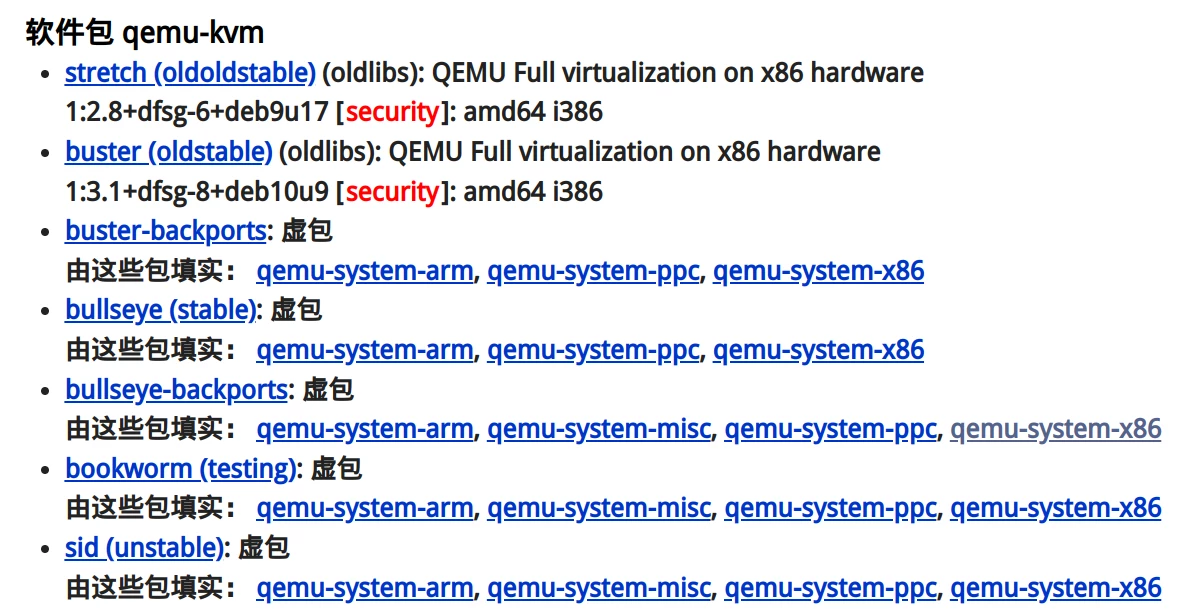 软件包 qemu-kvm
stretch (oldoldstable) (oldlibs): QEMU Full virtualization on x86 hardware
1:2.8+dfsg-6+deb9u17 [security]: amd64 i386
buster (oldstable) (oldlibs): QEMU Full virtualization on x86 hardware
1:3.1+dfsg-8+deb10u9 [security]: amd64 i386
buster-backports: 虚包
由这些包填实： qemu-system-arm, qemu-system-ppc, qemu-system-x86
bullseye (stable): 虚包
由这些包填实： qemu-system-arm, qemu-system-ppc, qemu-system-x86
bullseye-backports: 虚包
由这些包填实： qemu-system-arm, qemu-system-misc, qemu-system-ppc, qemu-system-x86
bookworm (testing): 虚包
由这些包填实： qemu-system-arm, qemu-system-misc, qemu-system-ppc, qemu-system-x86
sid (unstable): 虚包
由这些包填实： qemu-system-arm, qemu-system-misc, qemu-system-ppc, qemu-system-x86